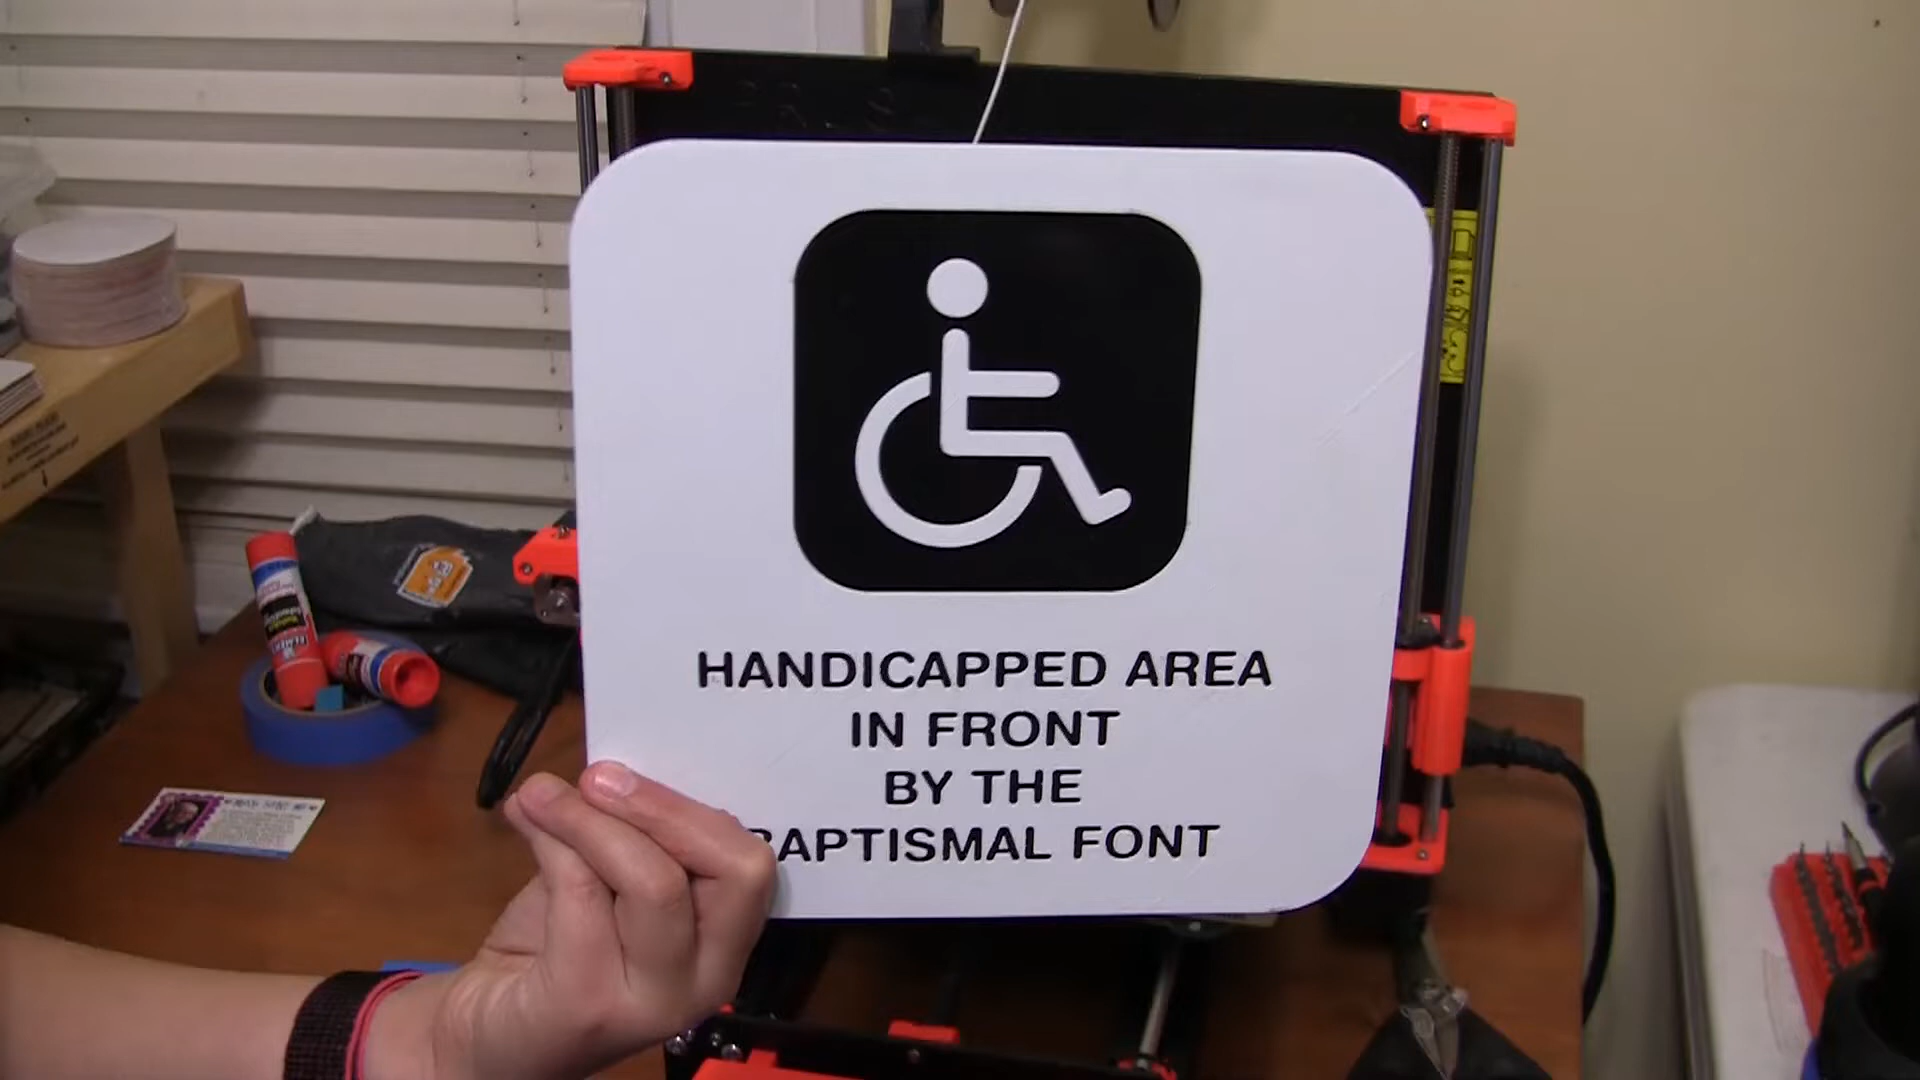 HANDICAPPED AREA
IN FRONT
BY THE
BAPTISMAL FONT